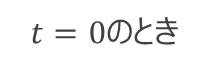 t = 0のとき